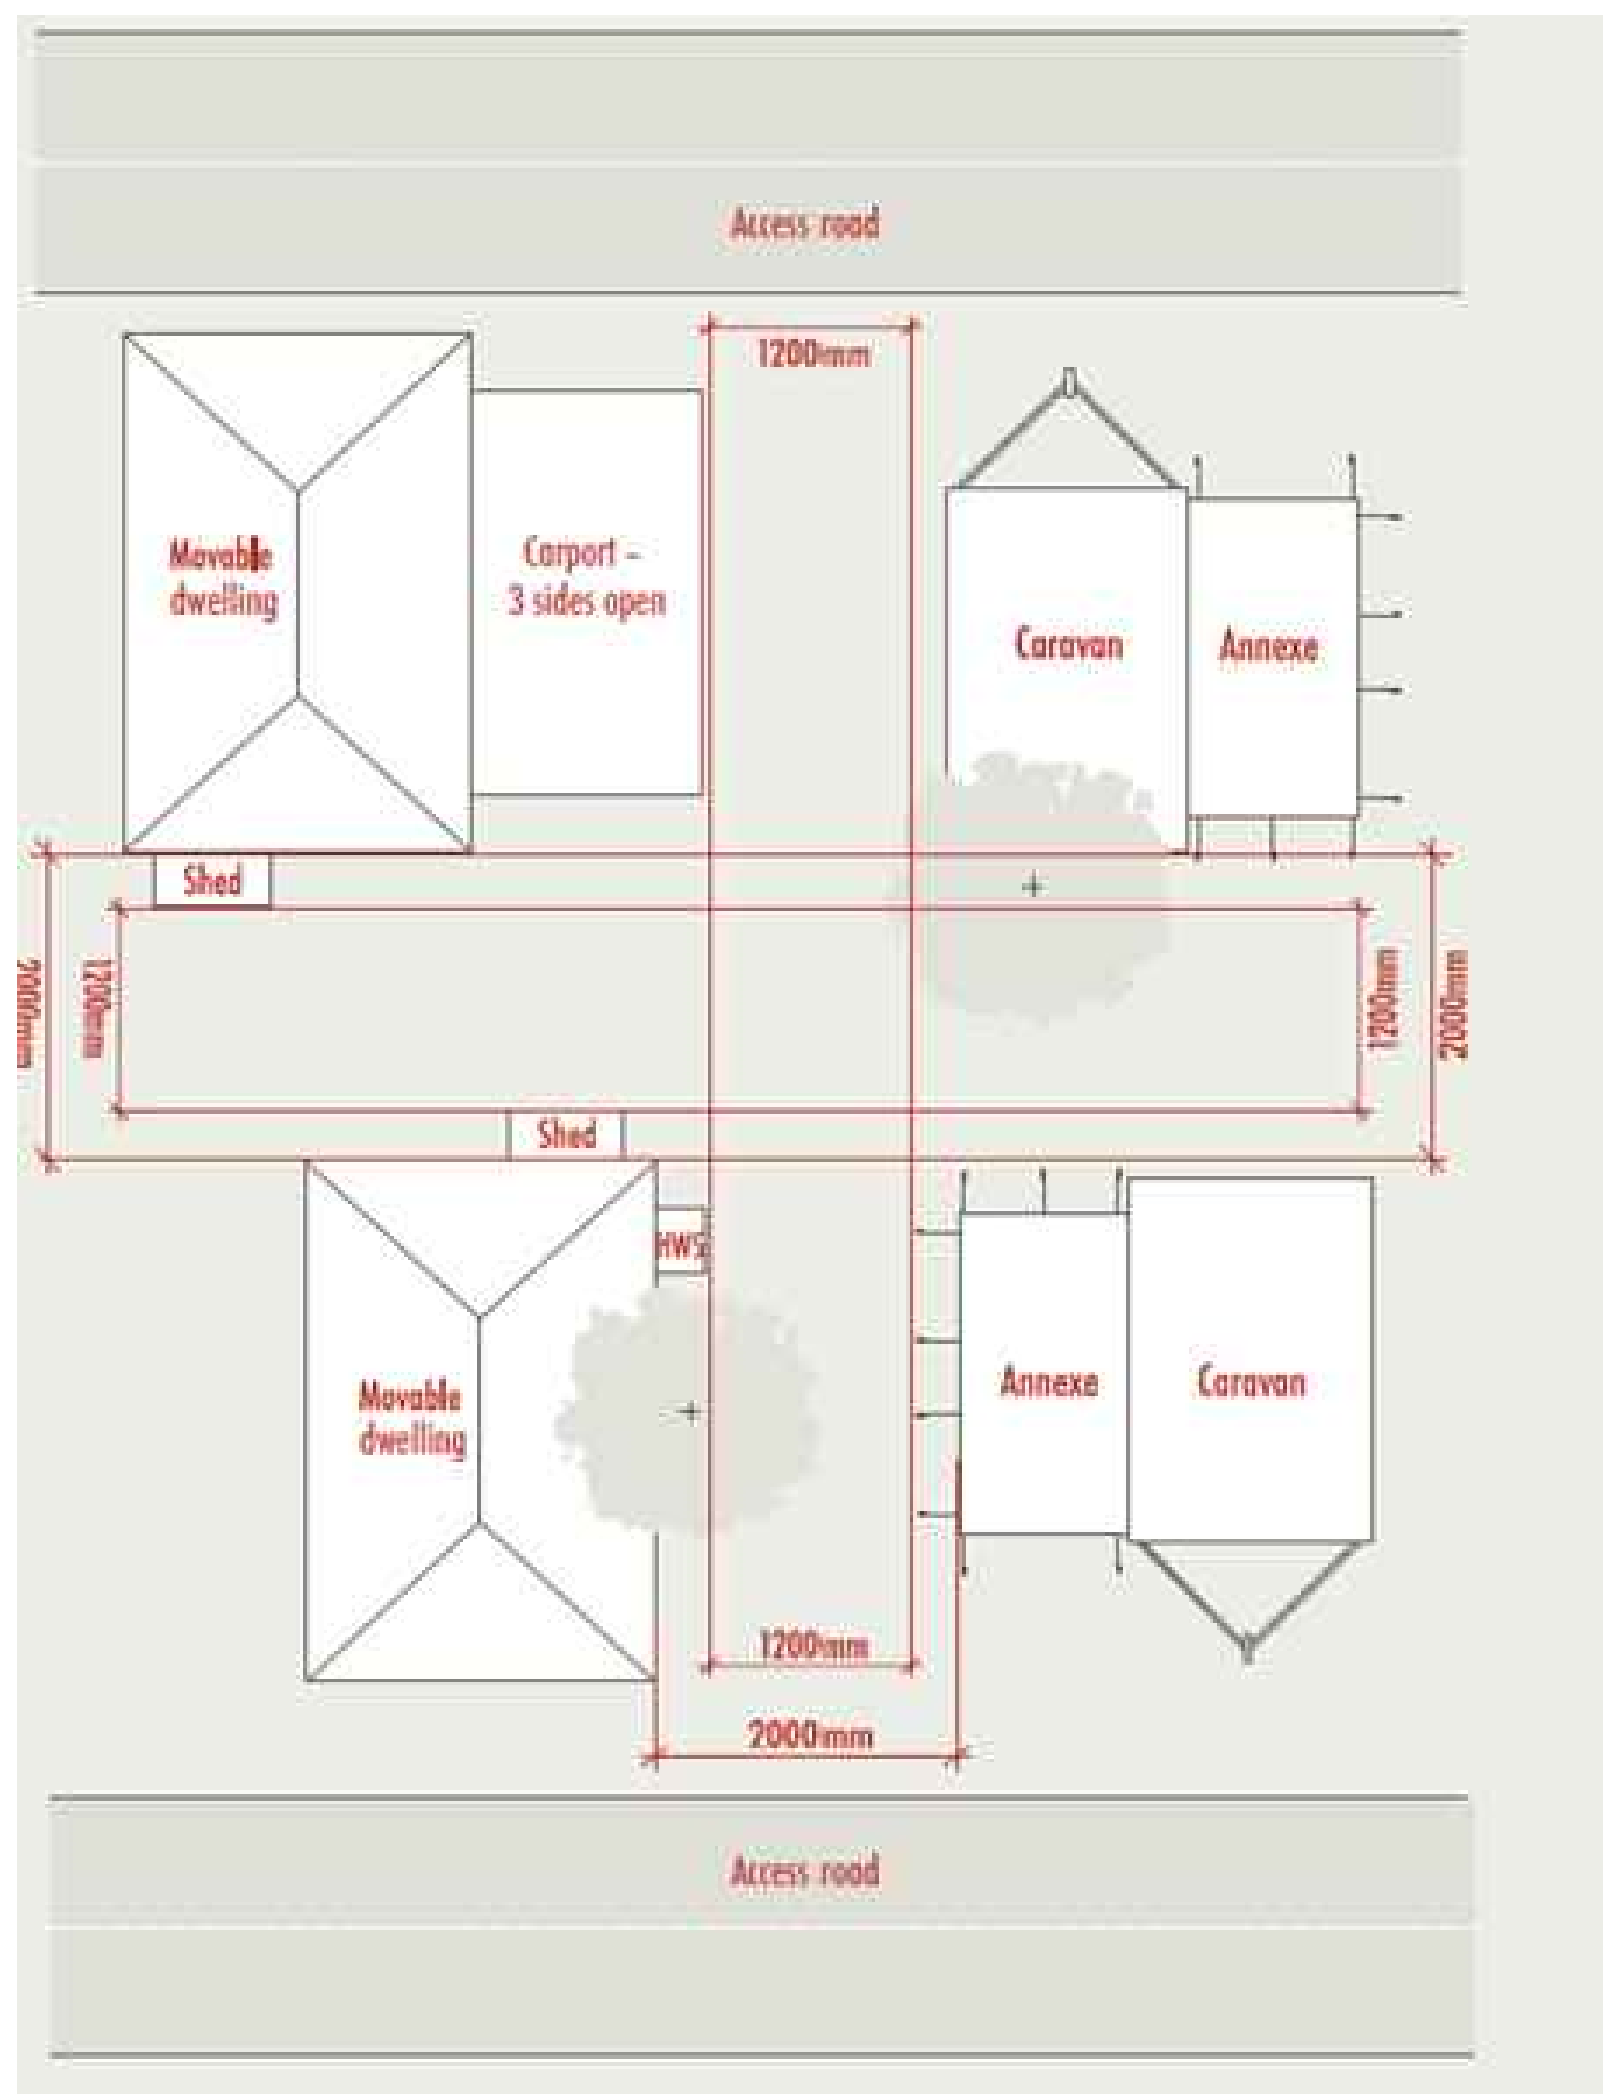 Access road
1200mm
Movable
dwelling
Carport –
3 sides open
Caravan
Annexe
Shed
2000mm
1200mm
1200mm
2000mm
Shed
HWS
Movable
dwelling
Annexe
Caravan
1200mm
2000mm
Access road